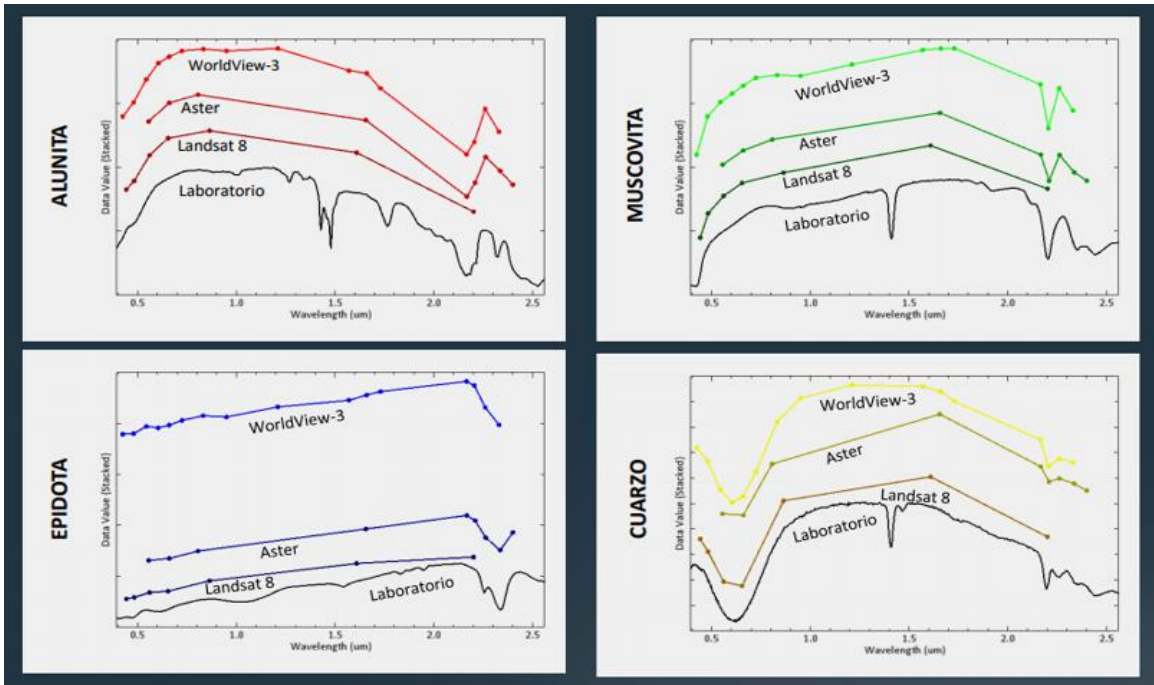 ALUNITA
Data Value (Stacked)
WorldView-3
Aster
Landsat 8
Laboratorio
0.5 1.0 1.5 2.0 2.5
Wavelength (um)
MUSCOVITA
Data Value (Stacked)
WorldView-3
Aster
Landsat 8
Laboratorio
0.5 1.0 1.5 2.0 2.5
Wavelength (um)
EPIDOTA
Data Value (Stacked)
WorldView-3
Aster
Landsat 8
Laboratorio
0.5 1.0 1.5 2.0 2.5
Wavelength (um)
CUARZO
Data Value (Stacked)
WorldView-3
Aster
Landsat 8
Laboratorio
0.5 1.0 1.5 2.0 2.5
Wavelength (um)